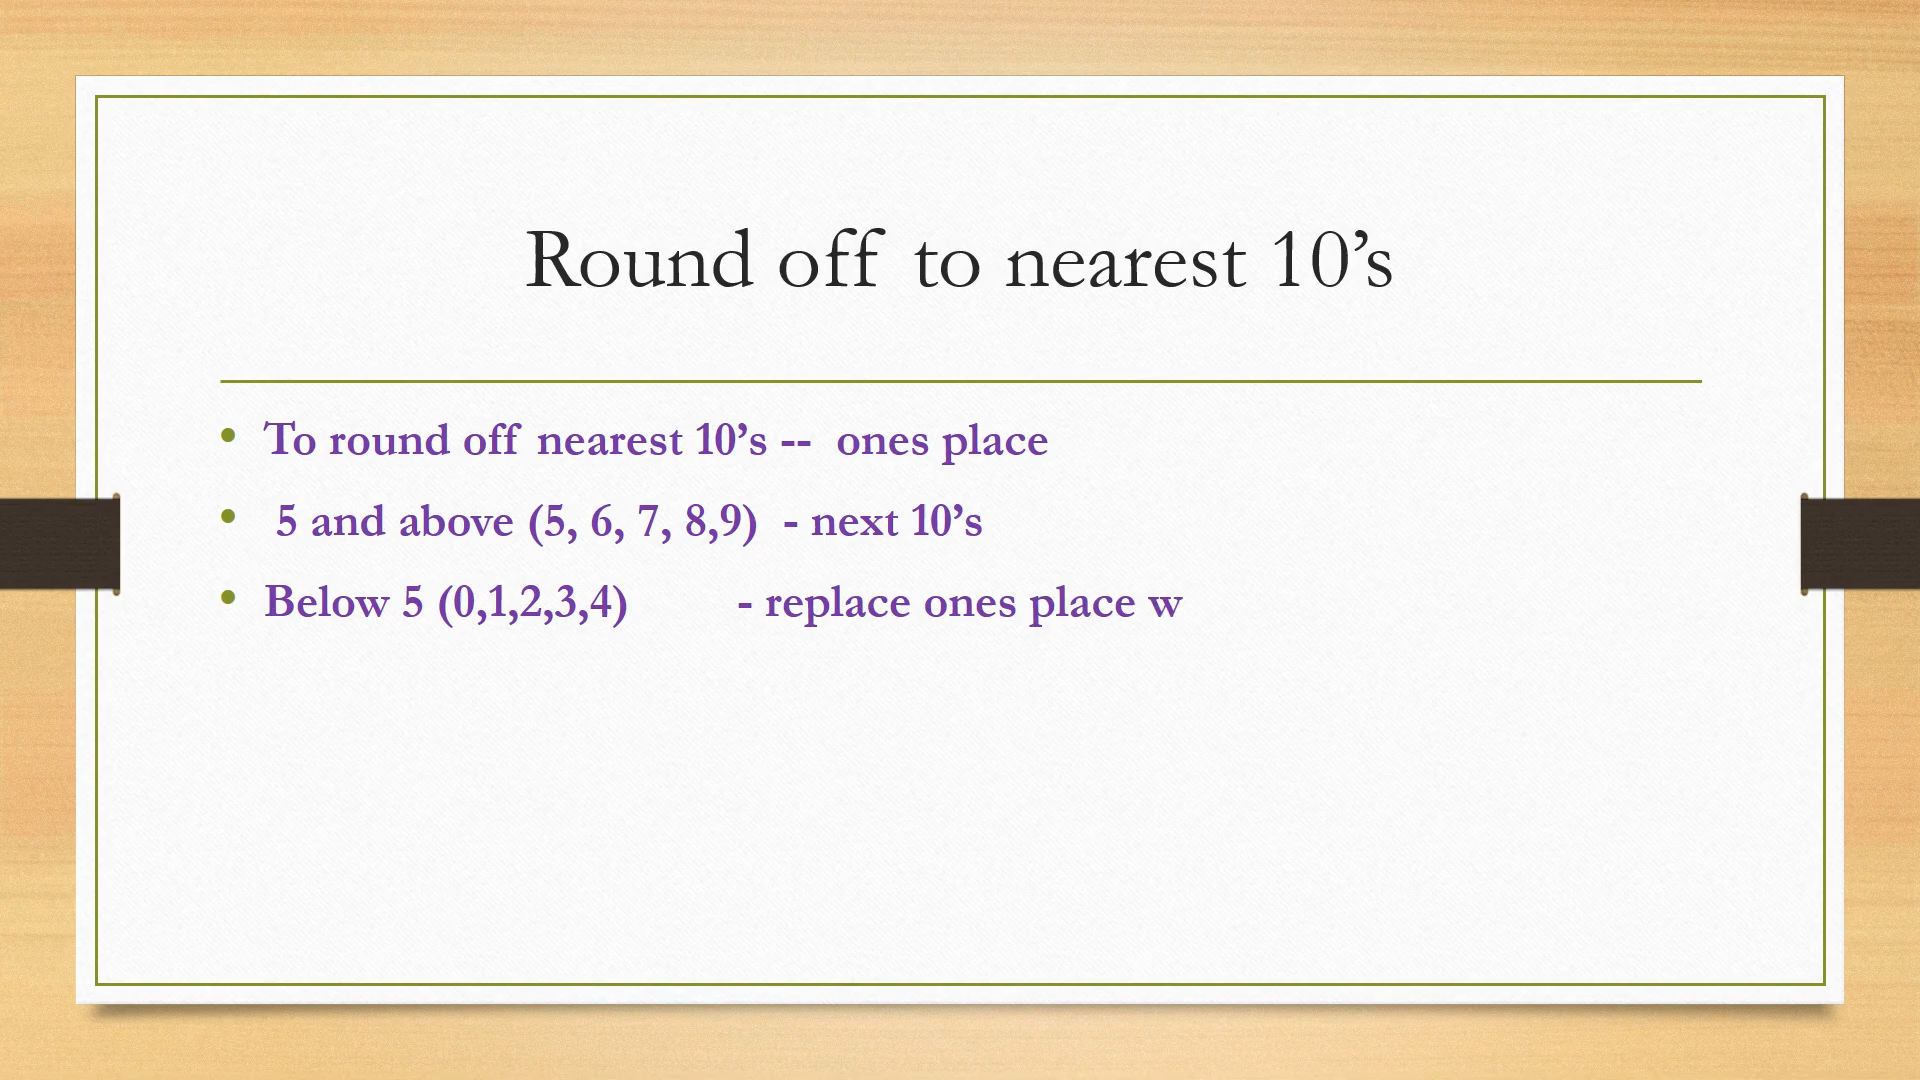 Round off to nearest 10’s
• To round off nearest 10’s -- ones place
• 5 and above (5, 6, 7, 8,9) - next 10’s
• Below 5 (0,1,2,3,4) - replace ones place w